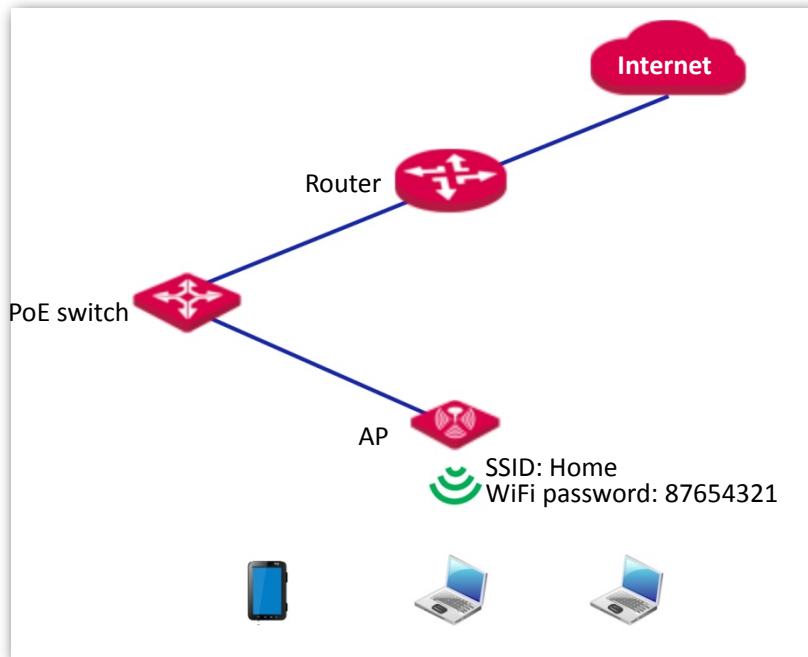 Internet
Router
PoE switch
AP
SSID: Home
WiFi password: 87654321